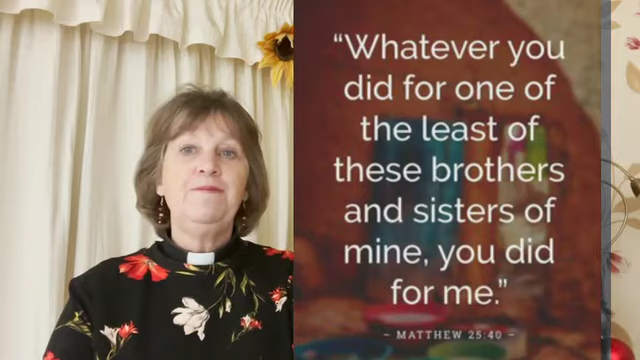 “Whatever you
did for one of
the least of
these brothers
and sisters of
mine, you did
for me.”
– MATTHEW 25:40 –